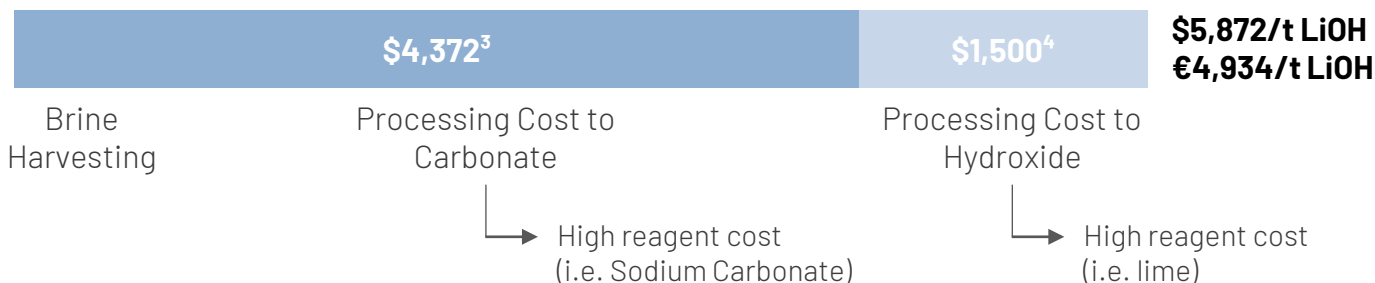 $4,372³
$1,500⁴
$5,872/t LiOH
€4,934/t LiOH
Brine
Harvesting
Processing Cost to
Carbonate
Processing Cost to
Hydroxide
High reagent cost
(i.e. Sodium Carbonate)
High reagent cost
(i.e. lime)